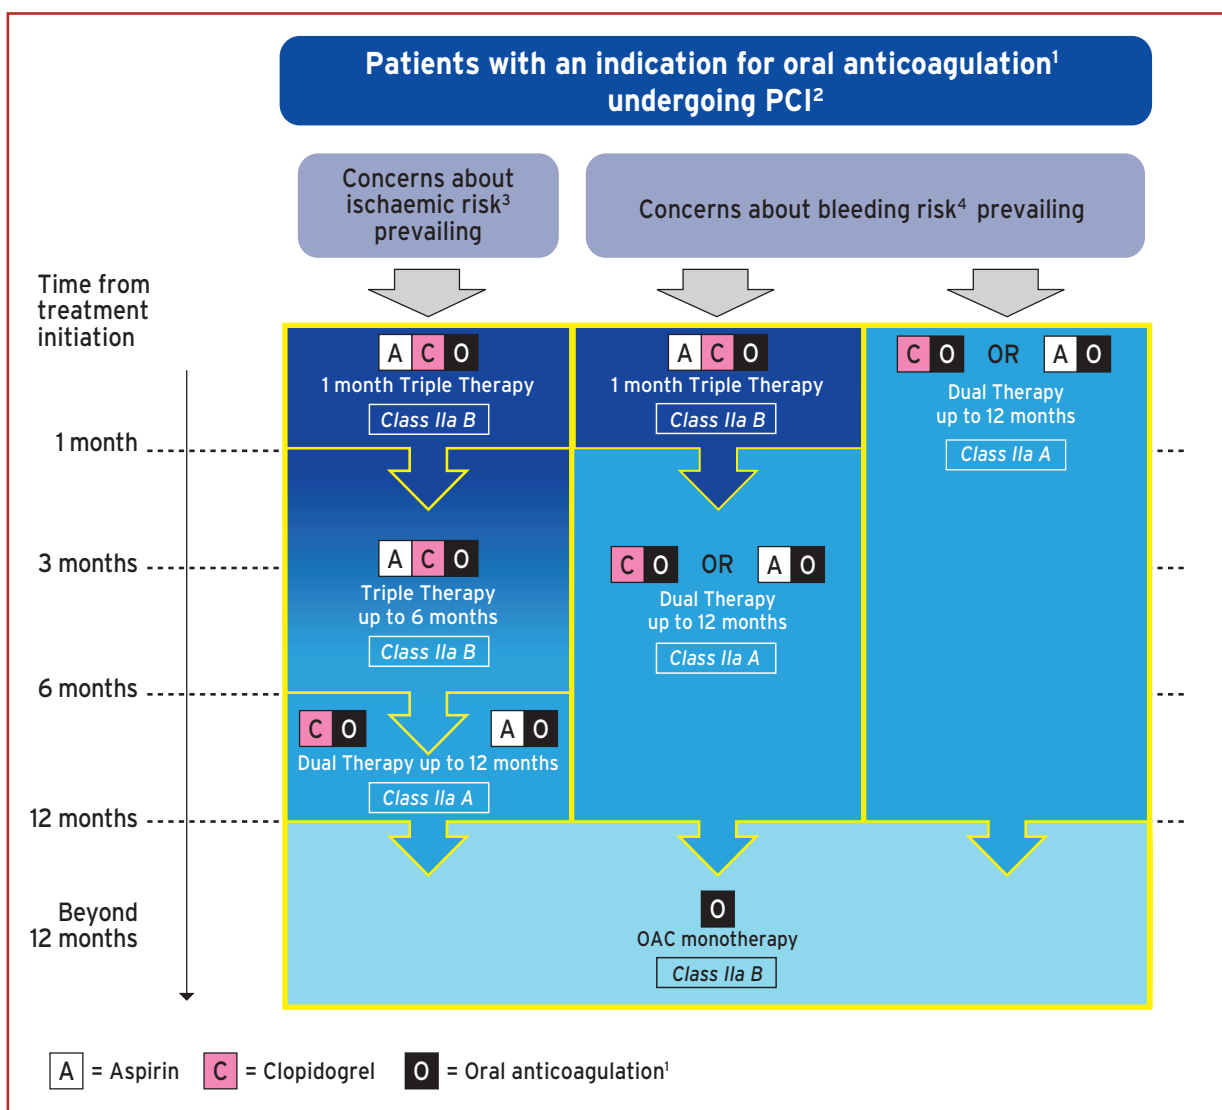 Patients with an indication for oral anticoagulation¹
undergoing PCI²
Concerns about
ischaemic risk³
prevailing
Concerns about bleeding risk⁴ prevailing
Time from
treatment
initiation
A C O
1 month Triple Therapy
Class IIa B
A C O
1 month Triple Therapy
Class IIa B
C O OR A O
Dual Therapy
up to 12 months
Class IIa A
1 month
3 months
A C O
Triple Therapy
up to 6 months
Class IIa B
C O OR A O
Dual Therapy
up to 12 months
Class IIa A
6 months
C O A O
Dual Therapy up to 12 months
Class IIa A
12 months
Beyond
12 months
O
OAC monotherapy
Class IIa B
A = Aspirin C = Clopidogrel O = Oral anticoagulation¹